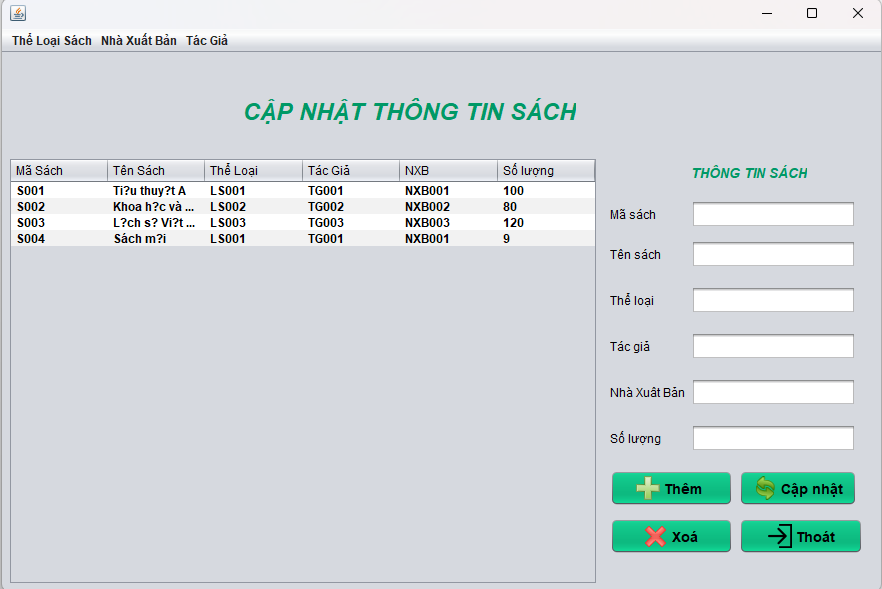 Thể Loại Sách Nhà Xuất Bản Tác Giả
CẬP NHẬT THÔNG TIN SÁCH
Mã Sách Tên Sách Thể Loại Tác Giả NXB Số lượng
S001 Ti?u thuy?t A LS001 TG001 NXB001 100
S002 Khoa h?c và ... LS002 TG002 NXB002 80
S003 L?ch s? Vi?t ... LS003 TG003 NXB003 120
S004 Sách m?i LS001 TG001 NXB001 9
THÔNG TIN SÁCH
Mã sách
Tên sách
Thể loại
Tác giả
Nhà Xuât Bản
Số lượng
Thêm Cập nhật
Xoá Thoát